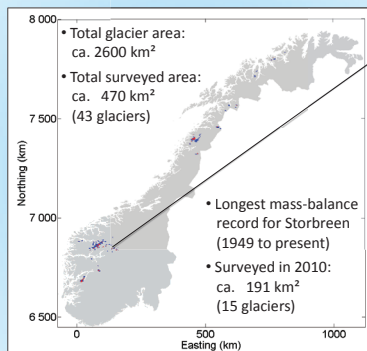 • Total glacier area:
ca. 2600 km²
• Total surveyed area:
ca. 470 km²
(43 glaciers)
• Longest mass-balance
record for Storbreen
(1949 to present)
• Surveyed in 2010:
ca. 191 km²
(15 glaciers)
Northing (km)
8 000
7 500
7 000
6 500
0
500
1000
Easting (km)